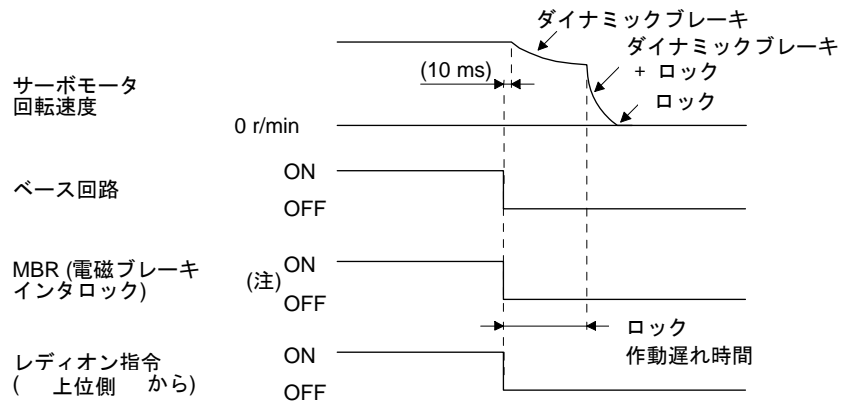 ダイナミックブレーキ
ダイナミックブレーキ
+ ロック
ロック
(10 ms)
サーボモータ
回転速度
0 r/min
ベース回路
ON
OFF
MBR (電磁ブレーキ
インタロック)
(注)
ON
OFF
ロック
作動遅れ時間
レディオン指令
( 上位側 から)
ON
OFF